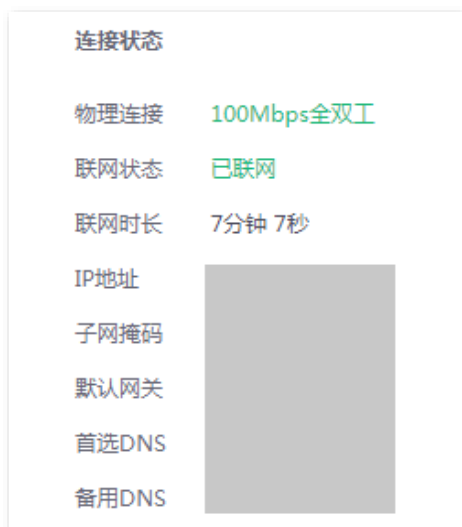 连接状态
物理连接 100Mbps全双工
联网状态 已联网
联网时长 7分钟 7秒
IP地址
子网掩码
默认网关
首选DNS
备用DNS